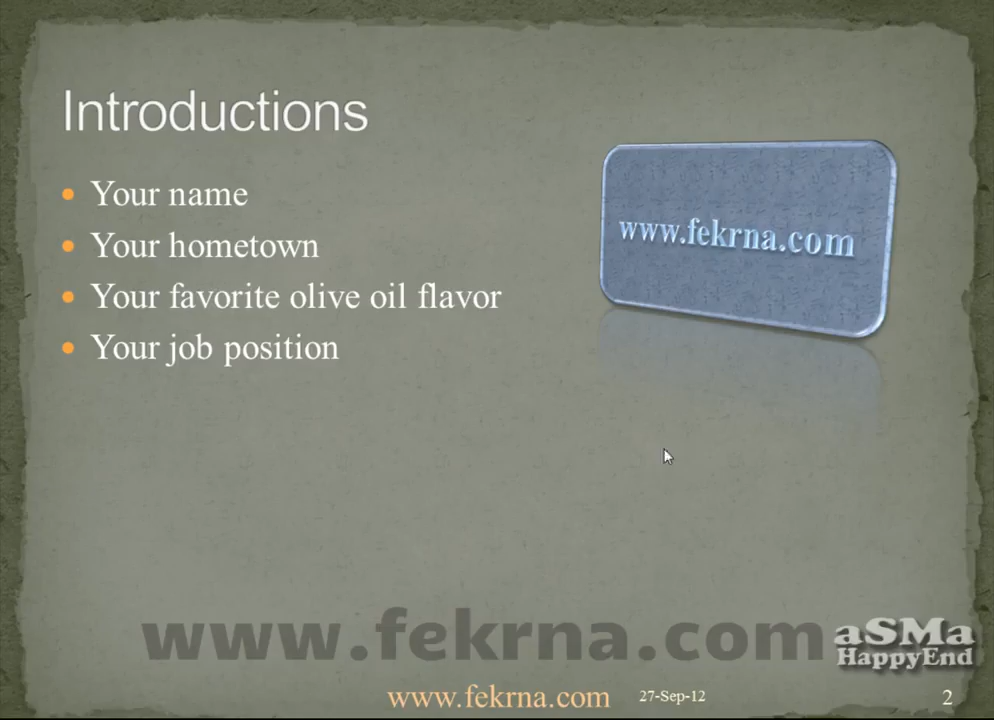 Introductions
Your name
Your hometown
Your favorite olive oil flavor
Your job position
www.fekrna.com
www.fekrna.com
aSMa
HappyEnd
www.fekrna.com 27-Sep-12 2